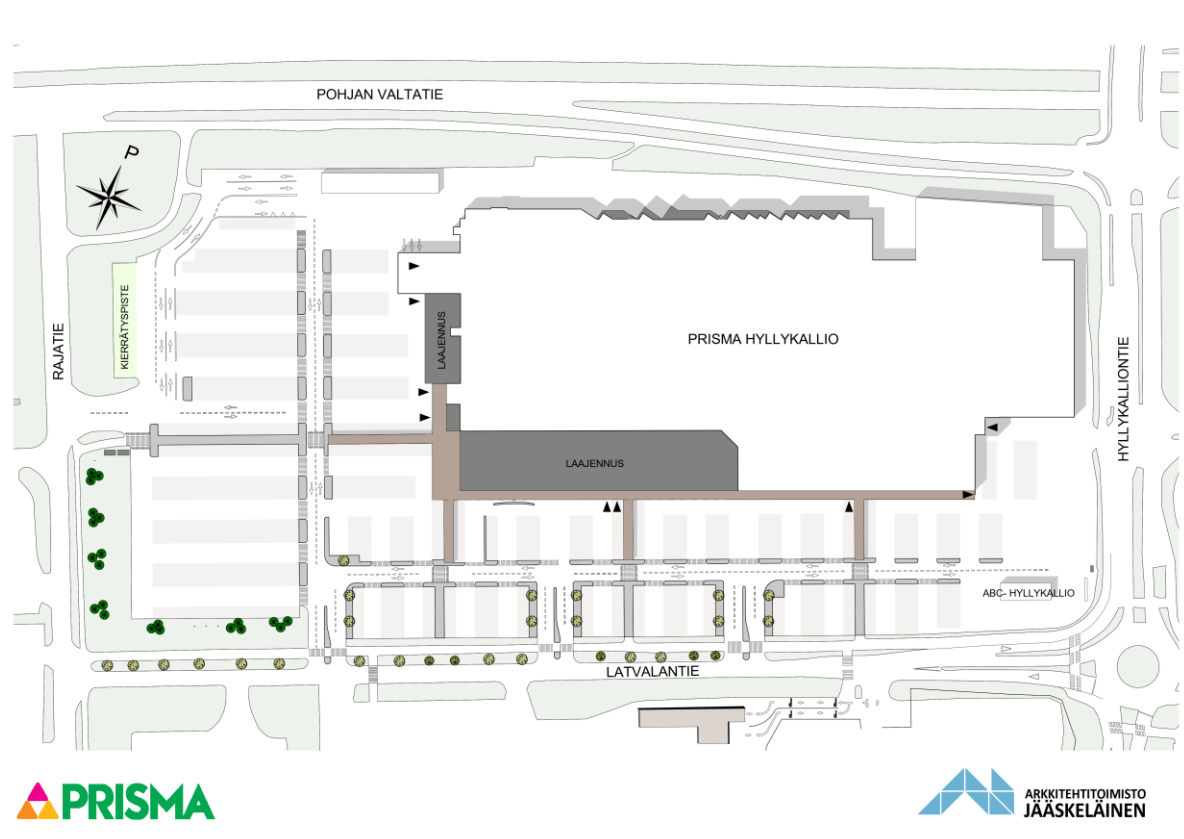 POHJAN VALTATIE
P
RAJATIE
KIERRÄTYSPISTE
LAAJENNUS
PRISMA HYLLYKALLIO
HYLLYKALLIONTIE
LAAJENNUS
ABC- HYLLYKALLIO
LATVALANTIE
PRISMA
ARKKITEHTITOIMISTO
JÄÄSKELÄINEN